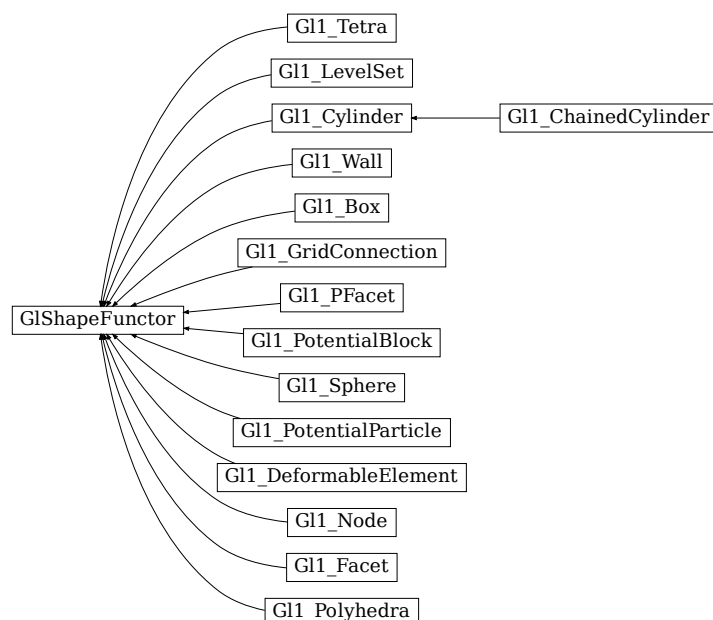 Gl1_Tetra
Gl1_LevelSet
Gl1_Cylinder
Gl1_ChainedCylinder
Gl1_Wall
Gl1_Box
Gl1_GridConnection
Gl1_PFacet
GlShapeFunctor
Gl1_PotentialBlock
Gl1_Sphere
Gl1_PotentialParticle
Gl1_DeformableElement
Gl1_Node
Gl1_Facet
Gl1_Polyhedra